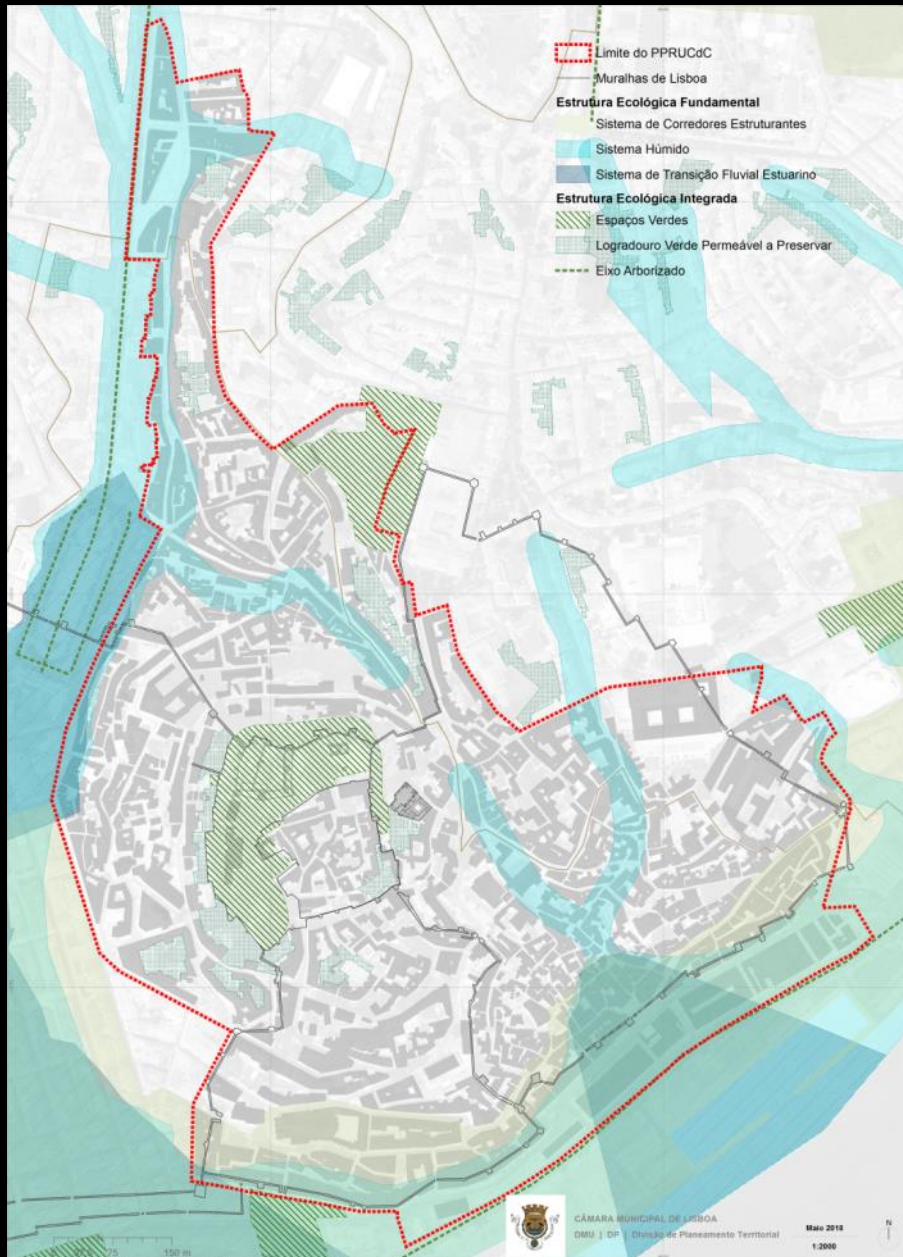 Limite do PPRUCdC
Muralhas de Lisboa
Estrutura Ecológica Fundamental
Sistema de Corredores Estruturantes
Sistema Húmido
Sistema de Transição Fluvial Estuarino
Estrutura Ecológica Integrada
Espaços Verdes
Logradouro Verde Permeável a Preservar
Eixo Arborizado
CÂMARA MUNICIPAL DE LISBOA
DMU | DP | Divisão de Planeamento Territorial
Maio 2018
1:2000
N
75
150 m